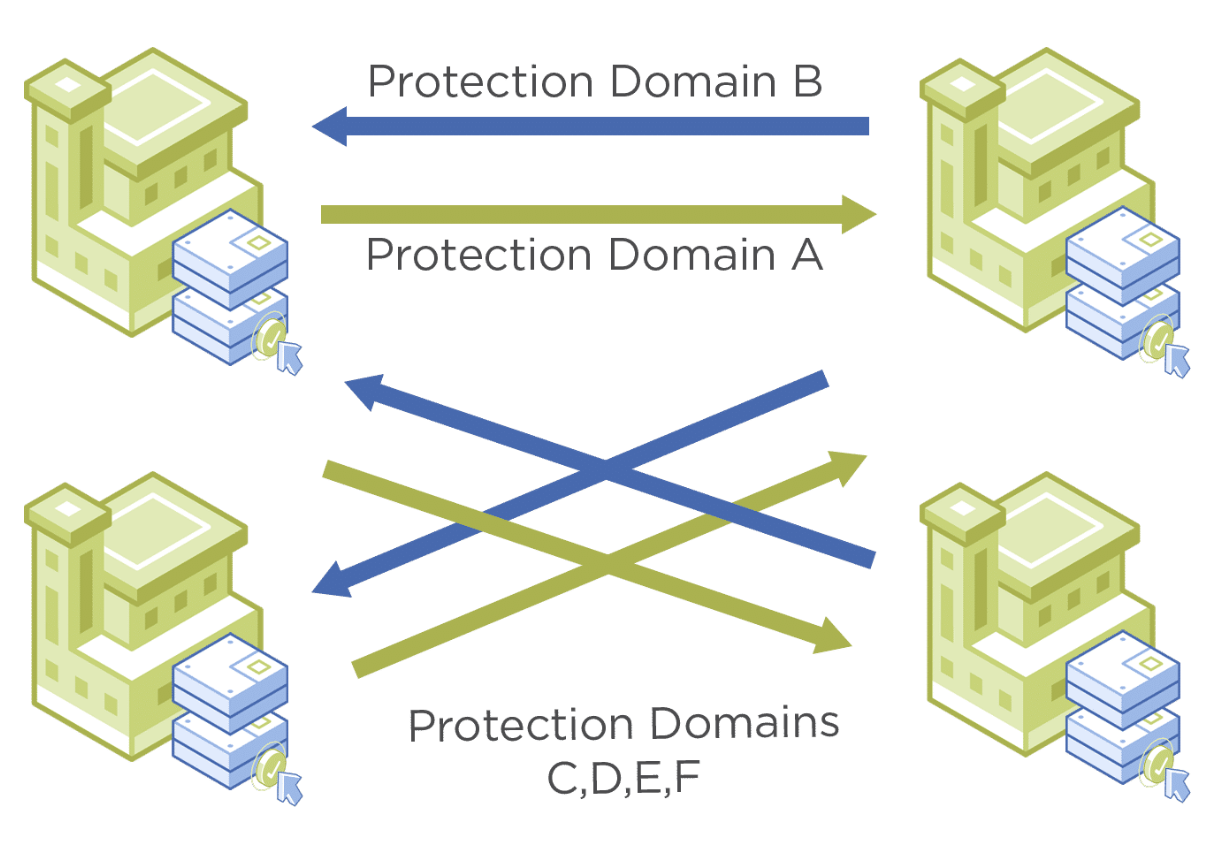 Protection Domain B
Protection Domain A
Protection Domains
C,D,E,F